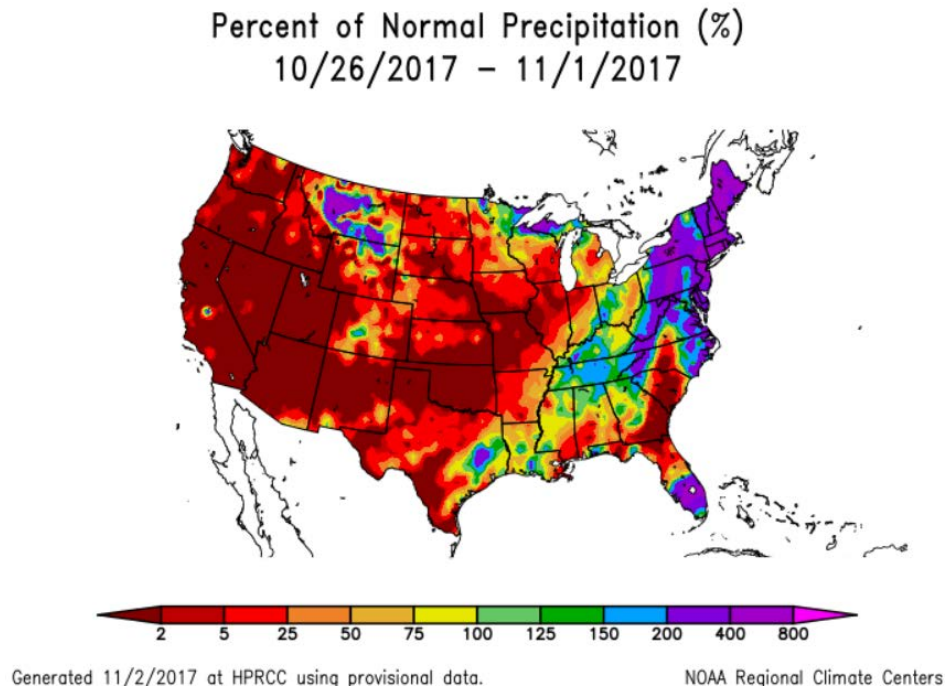 Percent of Normal Precipitation (%)
10/26/2017 – 11/1/2017
2 5 25 50 75 100 125 150 200 400 800
Generated 11/2/2017 at HPRCC using provisional data. NOAA Regional Climate Centers